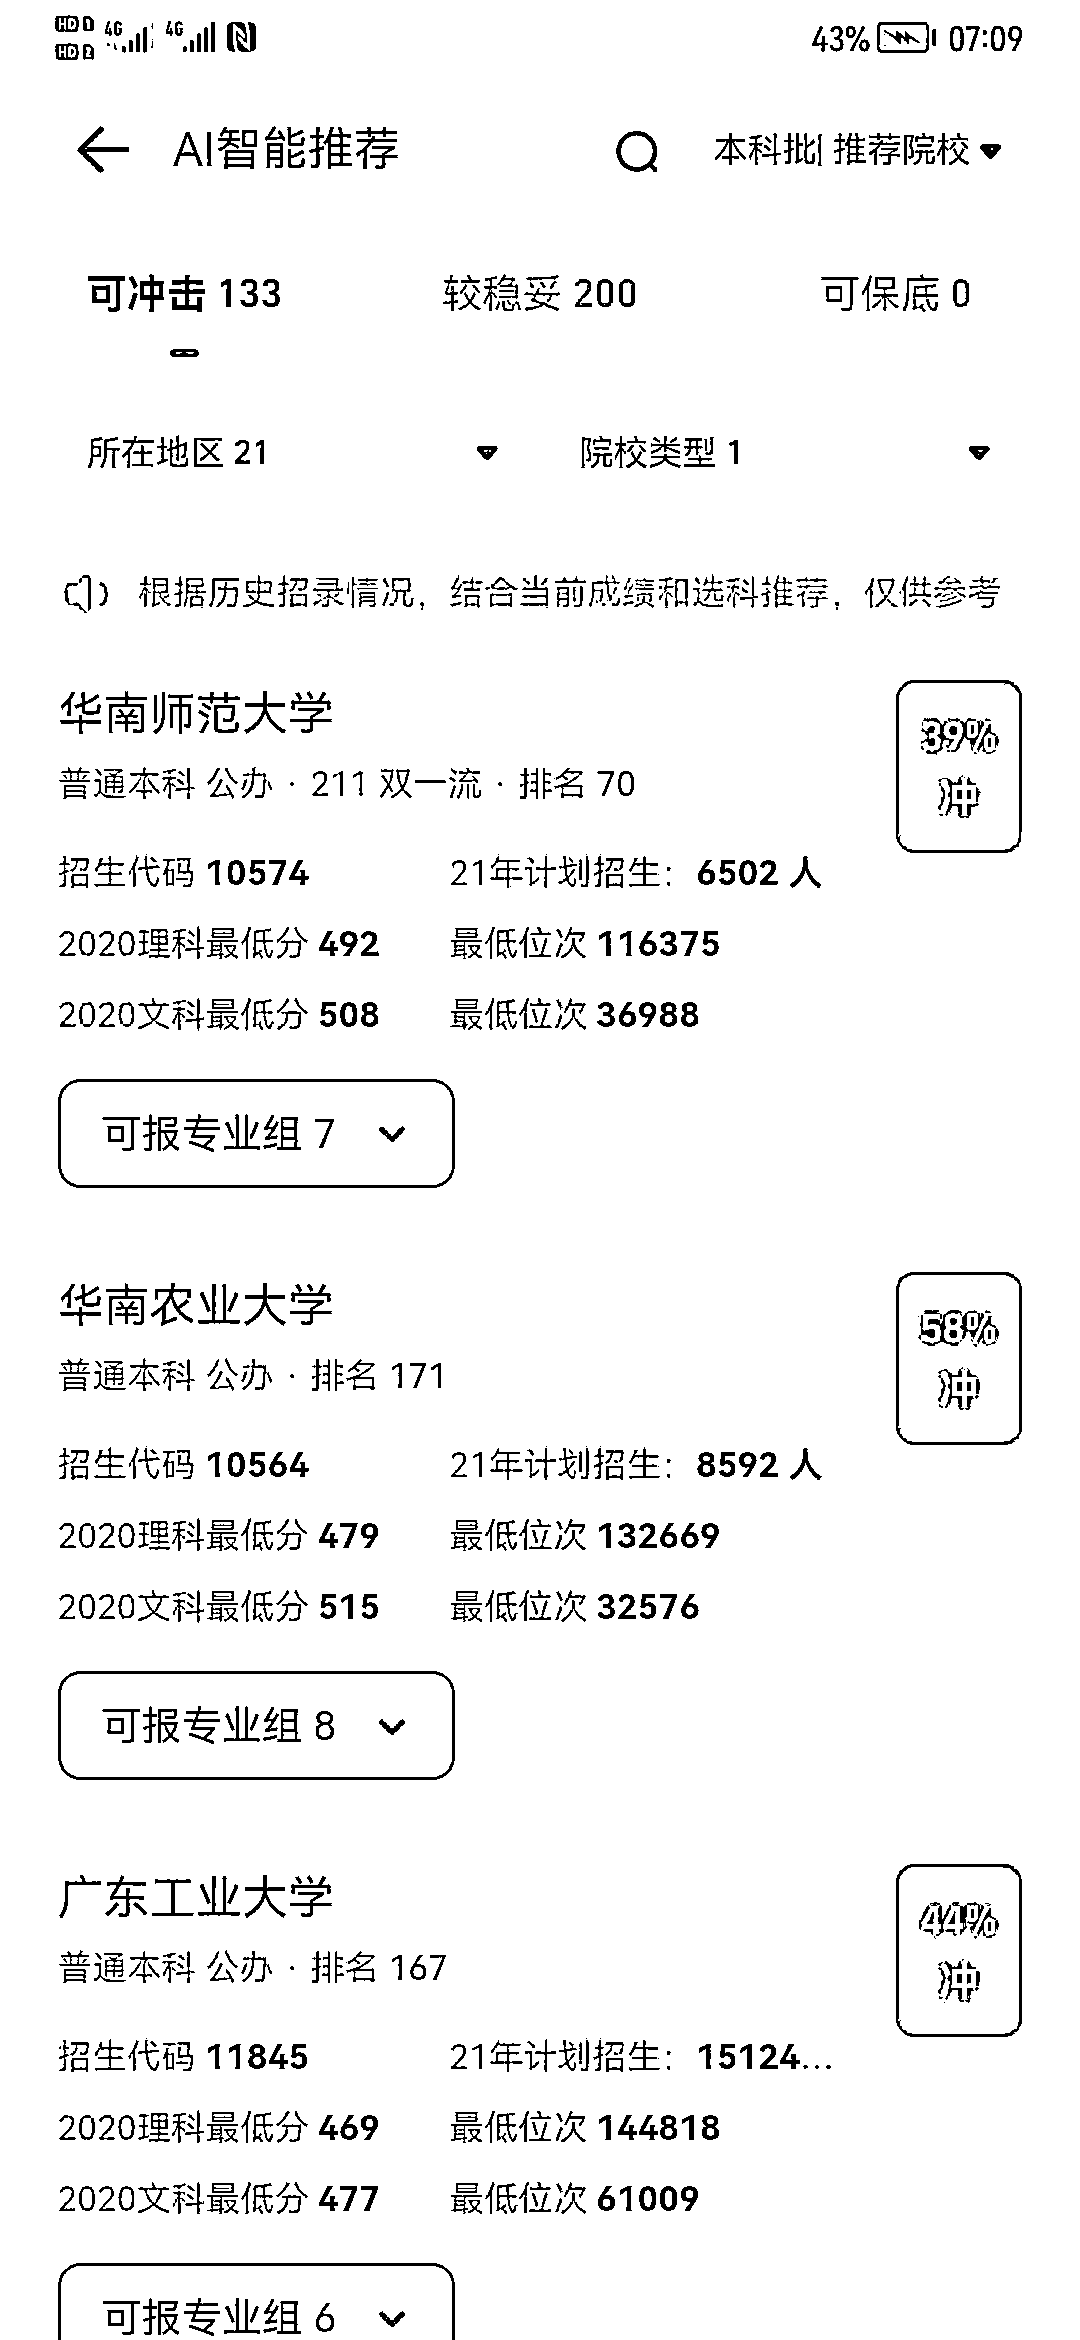 HD 1 4G 4G 43% 07:09
HD 2
AI智能推荐 本科批| 推荐院校
可冲击 133 较稳妥 200 可保底 0
所在地区 21 院校类型 1
根据历史招录情况，结合当前成绩和选科推荐，仅供参考
华南师范大学
39%
冲
普通本科 公办 · 211 双一流 · 排名 70
招生代码 10574 21年计划招生：6502 人
2020理科最低分 492 最低位次 116375
2020文科最低分 508 最低位次 36988
可报专业组 7
华南农业大学
58%
冲
普通本科 公办 · 排名 171
招生代码 10564 21年计划招生：8592 人
2020理科最低分 479 最低位次 132669
2020文科最低分 515 最低位次 32576
可报专业组 8
广东工业大学
44%
冲
普通本科 公办 · 排名 167
招生代码 11845 21年计划招生：15124...
2020理科最低分 469 最低位次 144818
2020文科最低分 477 最低位次 61009
可报专业组 6